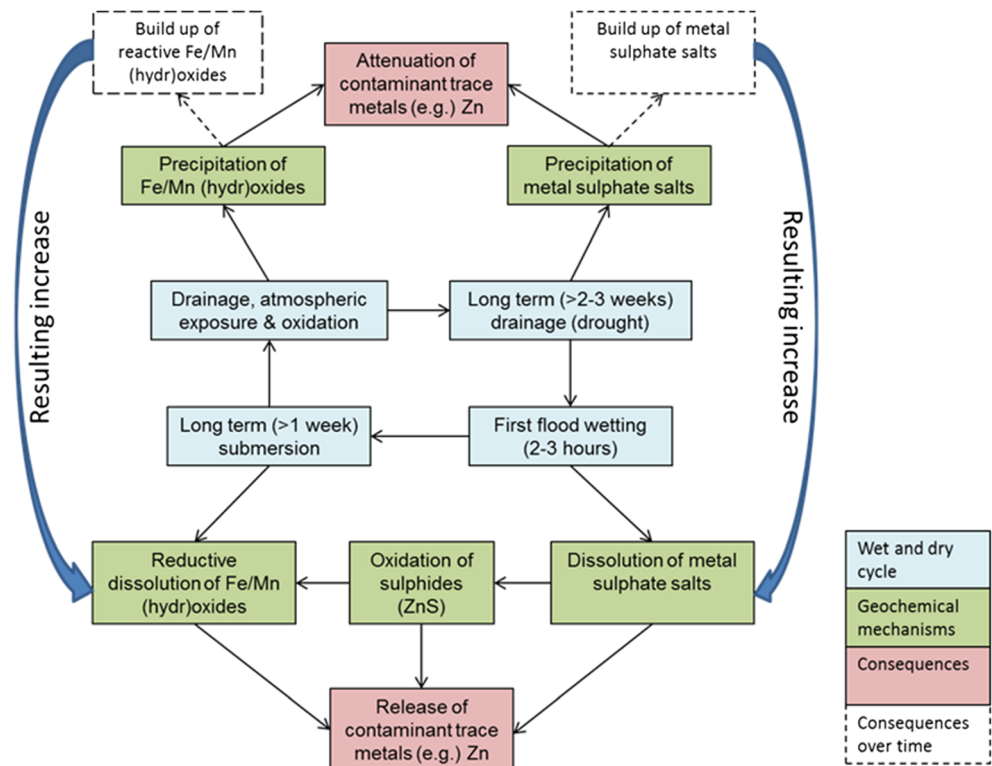 Build up of
reactive Fe/Mn
(hydr)oxides
Build up of metal
sulphate salts
Attenuation of
contaminant trace
metals (e.g.) Zn
Precipitation of
Fe/Mn (hydr)oxides
Precipitation of
metal sulphate salts
Resulting increase
Resulting increase
Drainage, atmospheric
exposure & oxidation
Long term (>2-3 weeks)
drainage (drought)
Long term (>1 week)
submersion
First flood wetting
(2-3 hours)
Reductive
dissolution of Fe/Mn
(hydr)oxides
Oxidation of
sulphides
(ZnS)
Dissolution of metal
sulphate salts
Release of
contaminant trace
metals (e.g.) Zn
Wet and dry
cycle
Geochemical
mechanisms
Consequences
Consequences
over time